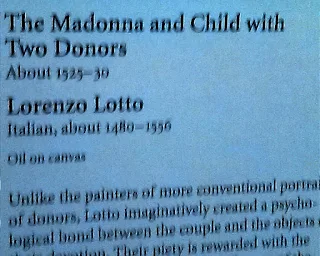 The Madonna and Child with
Two Donors
About 1525–30
Lorenzo Lotto
Italian, about 1480–1556
Oil on canvas
Unlike the painters of more conventional portrai
of donors, Lotto imaginatively created a psycho-
logical bond between the couple and the objects
devotion. Their piety is rewarded with the